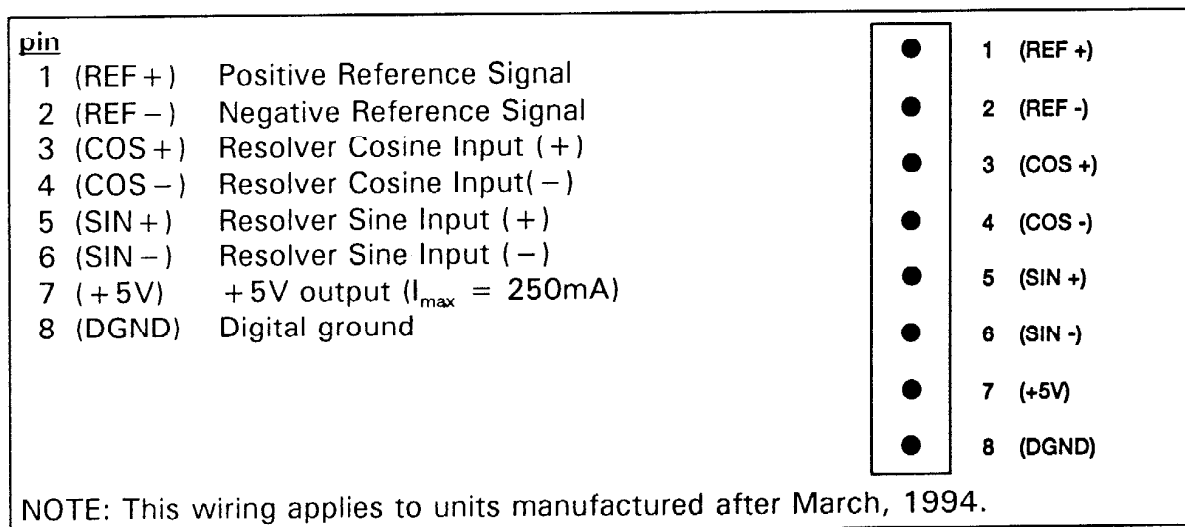 pin
1 (REF+) Positive Reference Signal
2 (REF−) Negative Reference Signal
3 (COS+) Resolver Cosine Input (+)
4 (COS−) Resolver Cosine Input(−)
5 (SIN+) Resolver Sine Input (+)
6 (SIN−) Resolver Sine Input (−)
7 (+5V) +5V output (Imax = 250mA)
8 (DGND) Digital ground
1 (REF +)
2 (REF -)
3 (COS +)
4 (COS -)
5 (SIN +)
6 (SIN -)
7 (+5V)
8 (DGND)
NOTE: This wiring applies to units manufactured after March, 1994.